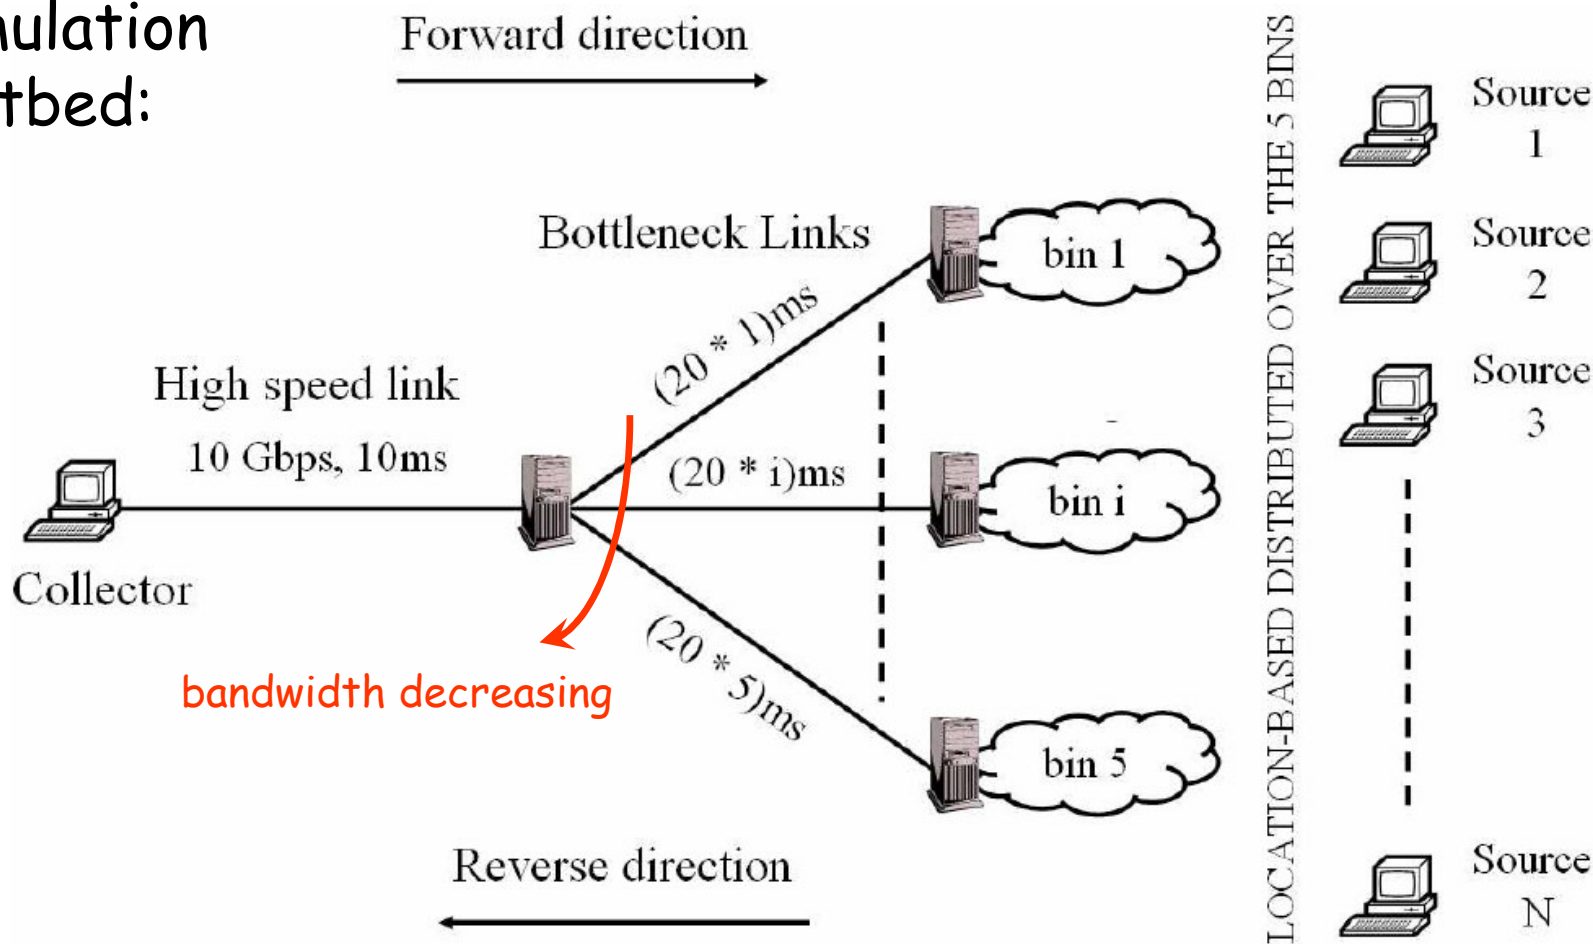 nulation
tbed:
Forward direction
Bottleneck Links
(20 * 1)ms
bin 1
High speed link
10 Gbps, 10ms
(20 * i)ms
bin i
Collector
(20 * 5)ms
bandwidth decreasing
bin 5
Reverse direction
LOCATION-BASED DISTRIBUTED OVER THE 5 BINS
Source
1
Source
2
Source
3
Source
N